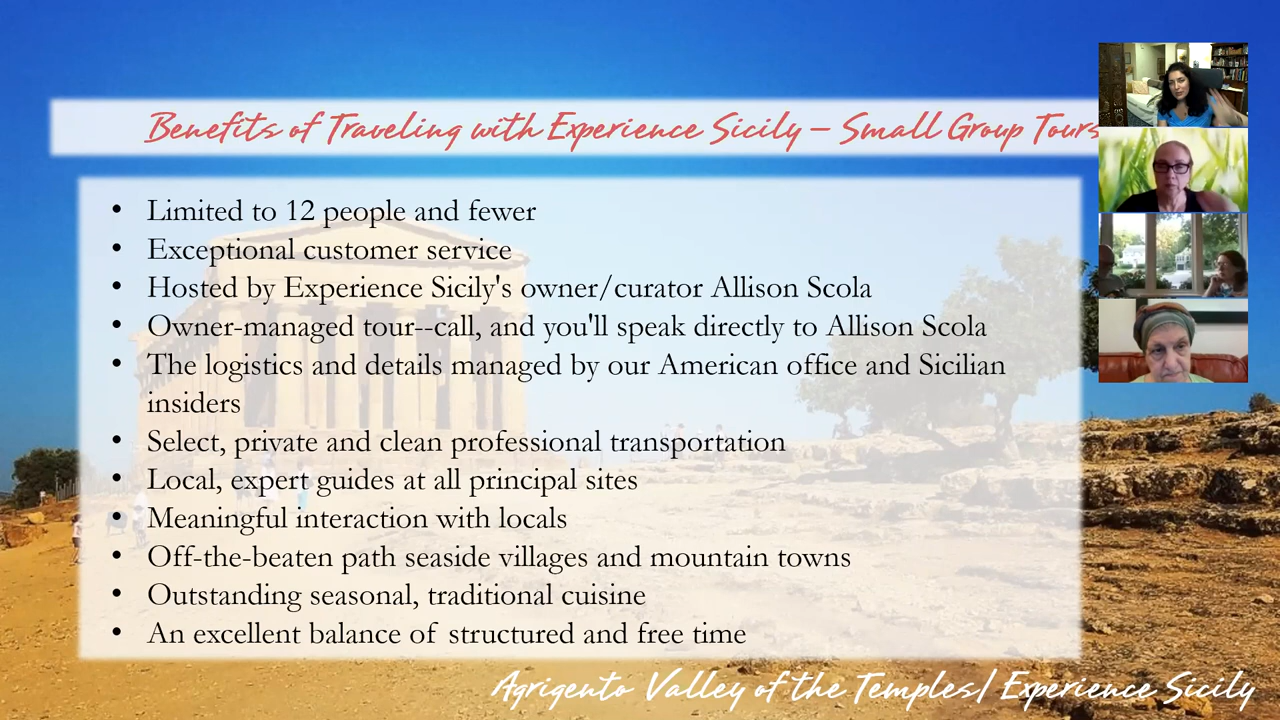 Benefits of Traveling with Experience Sicily – Small Group Tours
• Limited to 12 people and fewer
• Exceptional customer service
• Hosted by Experience Sicily's owner/curator Allison Scola
• Owner-managed tour--call, and you'll speak directly to Allison Scola
• The logistics and details managed by our American office and Sicilian
insiders
• Select, private and clean professional transportation
• Local, expert guides at all principal sites
• Meaningful interaction with locals
• Off-the-beaten path seaside villages and mountain towns
• Outstanding seasonal, traditional cuisine
• An excellent balance of structured and free time
Agrigento Valley of the Temples/ Experience Sicily